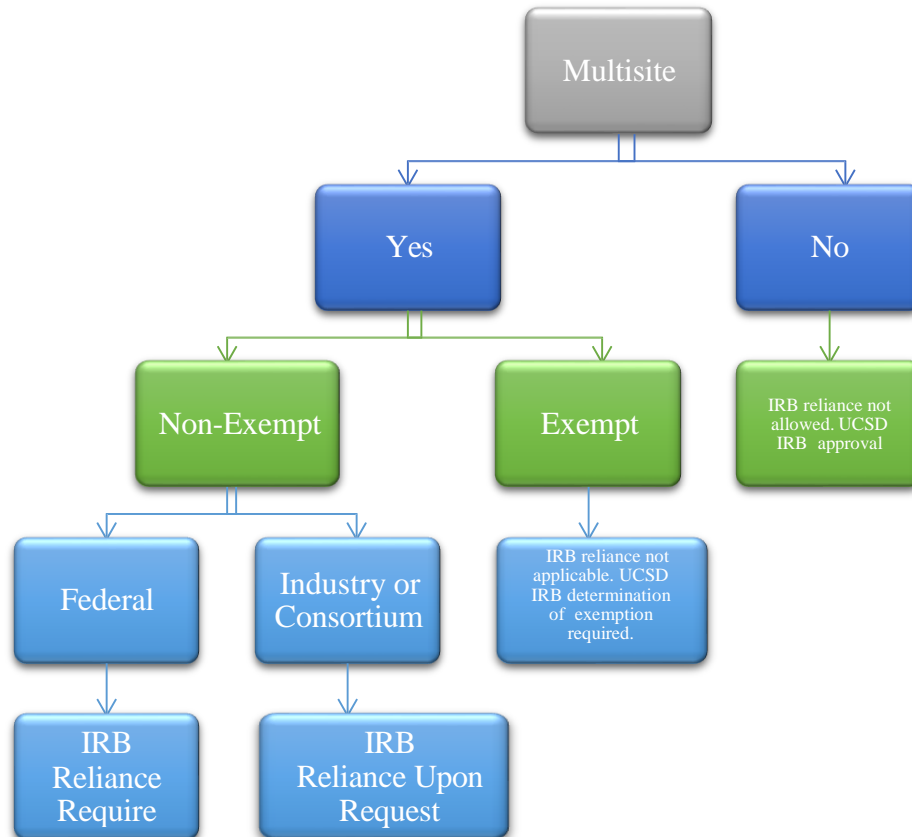 Multisite
Yes
No
Non-Exempt
Exempt
IRB reliance not
allowed. UCSD
IRB approval
Federal
Industry or
Consortium
IRB reliance not
applicable. UCSD
IRB determination
of exemption
required.
IRB
Reliance
Require
IRB
Reliance Upon
Request